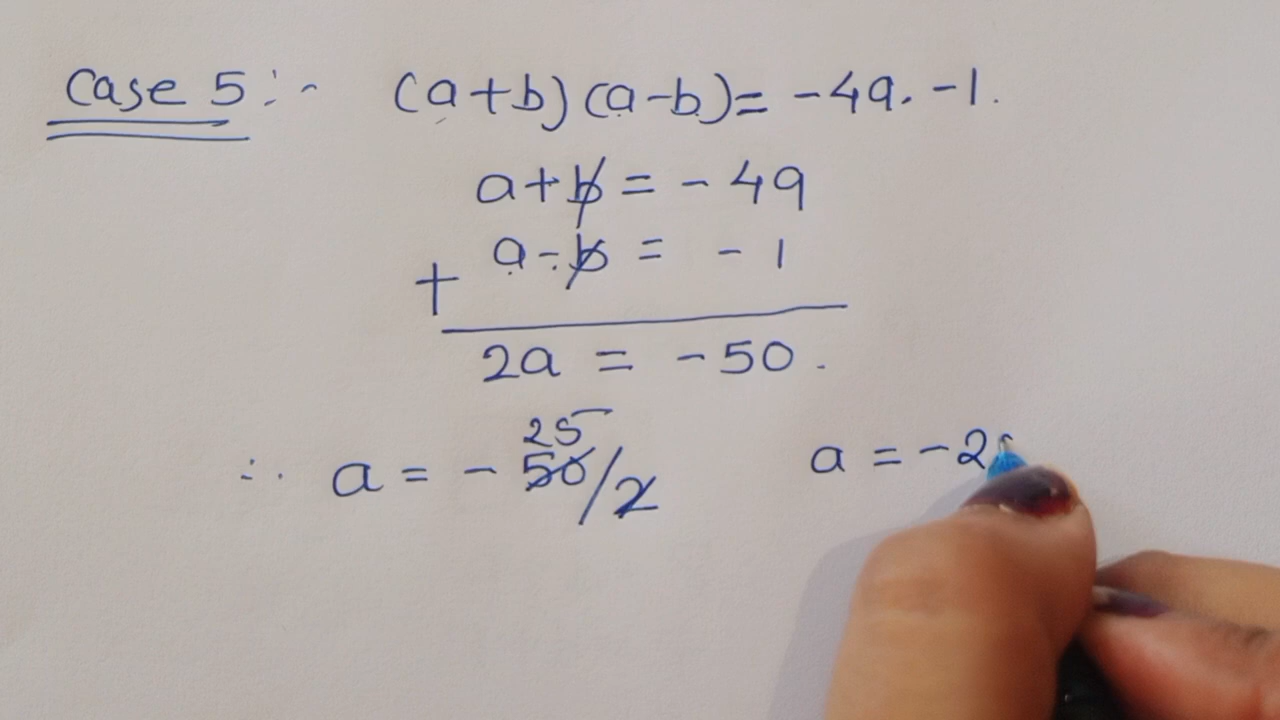 Case 5:- (a+b)(a-b)= -49. -1.
a+b = - 49
+ a-b = - 1
2a = -50.
25
∴ a = - 50/2 a = -2